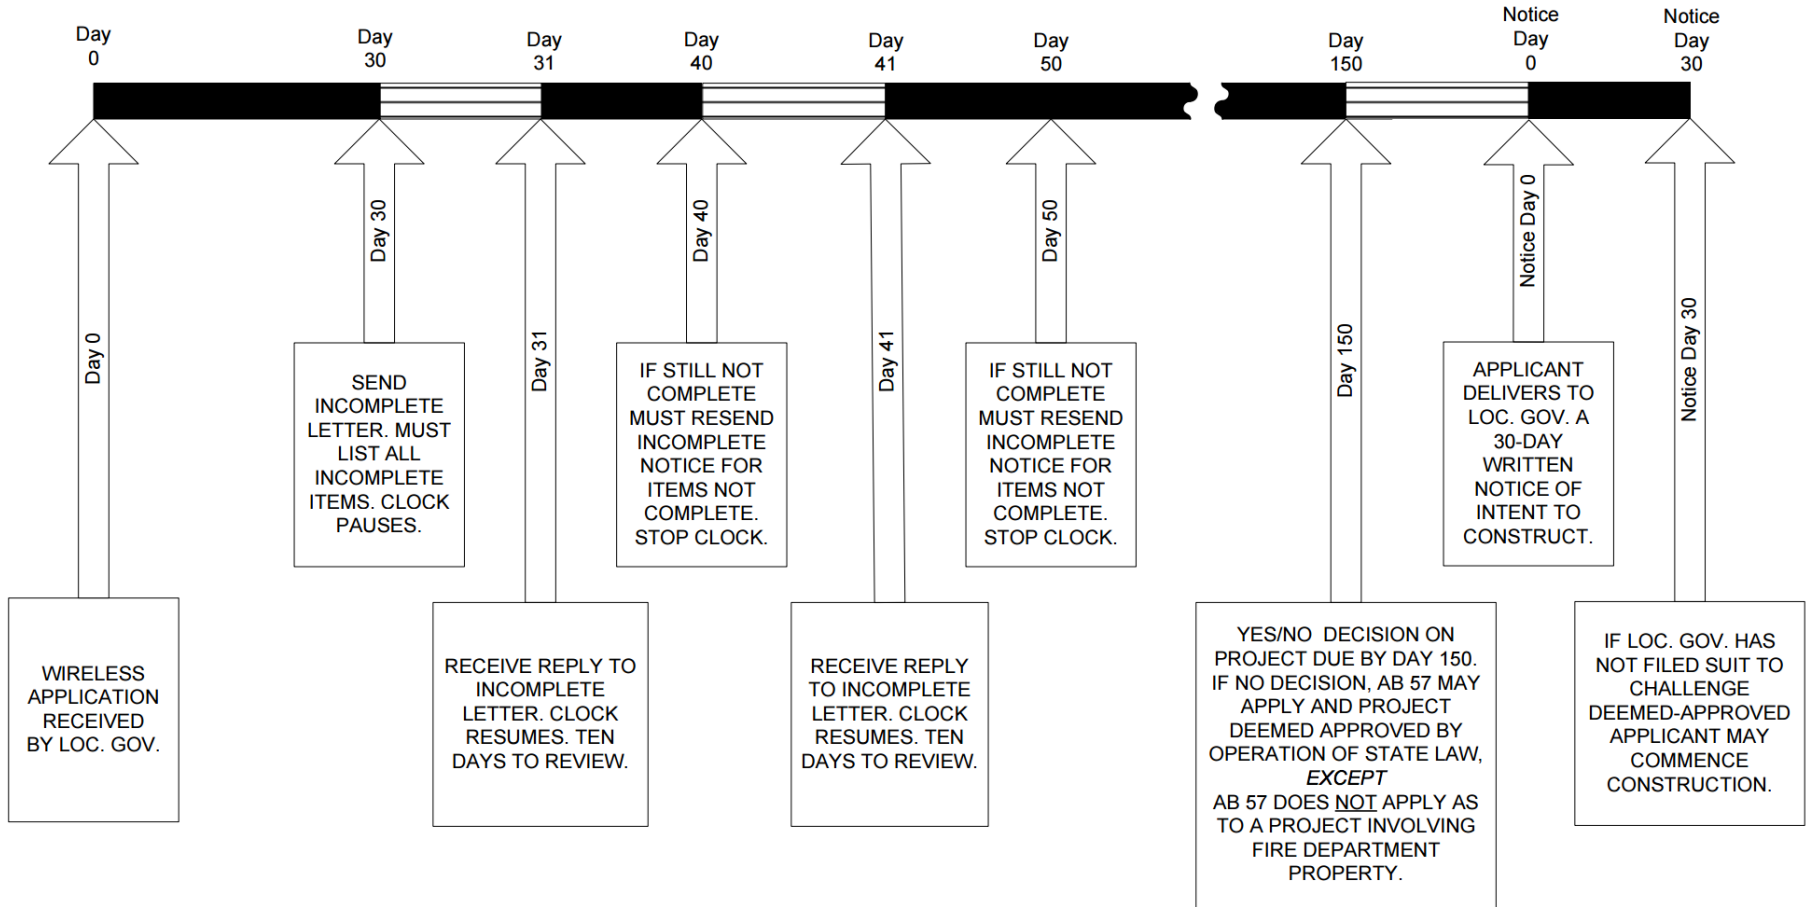 Day
0
Day
30
Day
31
Day
40
Day
41
Day
50
Day
150
Notice
Day
0
Notice
Day
30
Day 0
Day 30
Day 31
Day 40
Day 41
Day 50
Day 150
Notice Day 0
Notice Day 30
WIRELESS
APPLICATION
RECEIVED
BY LOC. GOV.
SEND
INCOMPLETE
LETTER. MUST
LIST ALL
INCOMPLETE
ITEMS. CLOCK
PAUSES.
RECEIVE REPLY TO
INCOMPLETE
LETTER. CLOCK
RESUMES. TEN
DAYS TO REVIEW.
IF STILL NOT
COMPLETE
MUST RESEND
INCOMPLETE
NOTICE FOR
ITEMS NOT
COMPLETE.
STOP CLOCK.
RECEIVE REPLY
TO INCOMPLETE
LETTER. CLOCK
RESUMES. TEN
DAYS TO REVIEW.
IF STILL NOT
COMPLETE
MUST RESEND
INCOMPLETE
NOTICE FOR
ITEMS NOT
COMPLETE.
STOP CLOCK.
YES/NO DECISION ON
PROJECT DUE BY DAY 150.
IF NO DECISION, AB 57 MAY
APPLY AND PROJECT
DEEMED APPROVED BY
OPERATION OF STATE LAW,
EXCEPT
AB 57 DOES NOT APPLY AS
TO A PROJECT INVOLVING
FIRE DEPARTMENT
PROPERTY.
APPLICANT
DELIVERS TO
LOC. GOV. A
30-DAY
WRITTEN
NOTICE OF
INTENT TO
CONSTRUCT.
IF LOC. GOV. HAS
NOT FILED SUIT TO
CHALLENGE
DEEMED-APPROVED
APPLICANT MAY
COMMENCE
CONSTRUCTION.